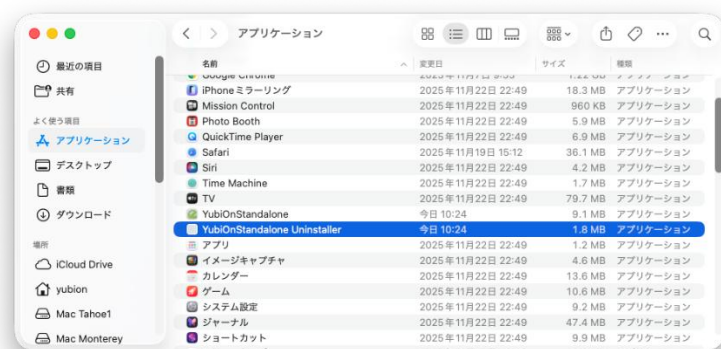 アプリケーション
最近の項目
共有
よく使う項目
アプリケーション
デスクトップ
書類
ダウンロード
場所
iCloud Drive
yubion
Mac Tahoe1
Mac Monterey
名前 変更日 サイズ 種類
Google Chrome
iPhoneミラーリング 2025年11月22日 22:49 18.3 MB アプリケーション
Mission Control 2025年11月22日 22:49 960 KB アプリケーション
Photo Booth 2025年11月22日 22:49 5.9 MB アプリケーション
QuickTime Player 2025年11月22日 22:49 6.9 MB アプリケーション
Safari 2025年11月19日 15:12 36.1 MB アプリケーション
Siri 2025年11月22日 22:49 4.2 MB アプリケーション
Time Machine 2025年11月22日 22:49 1.7 MB アプリケーション
TV 2025年11月22日 22:49 79.7 MB アプリケーション
YubiOnStandalone 今日 10:24 9.1 MB アプリケーション
YubiOnStandalone Uninstaller 今日 10:24 1.8 MB アプリケーション
アプリ 2025年11月22日 22:49 1.2 MB アプリケーション
イメージキャプチャ 2025年11月22日 22:49 4.6 MB アプリケーション
カレンダー 2025年11月22日 22:49 13.6 MB アプリケーション
ゲーム 2025年11月22日 22:49 10.6 MB アプリケーション
システム設定 2025年11月22日 22:49 9.2 MB アプリケーション
ジャーナル 2025年11月22日 22:49 47.4 MB アプリケーション
ショートカット 2025年11月22日 22:49 9.9 MB アプリケーション